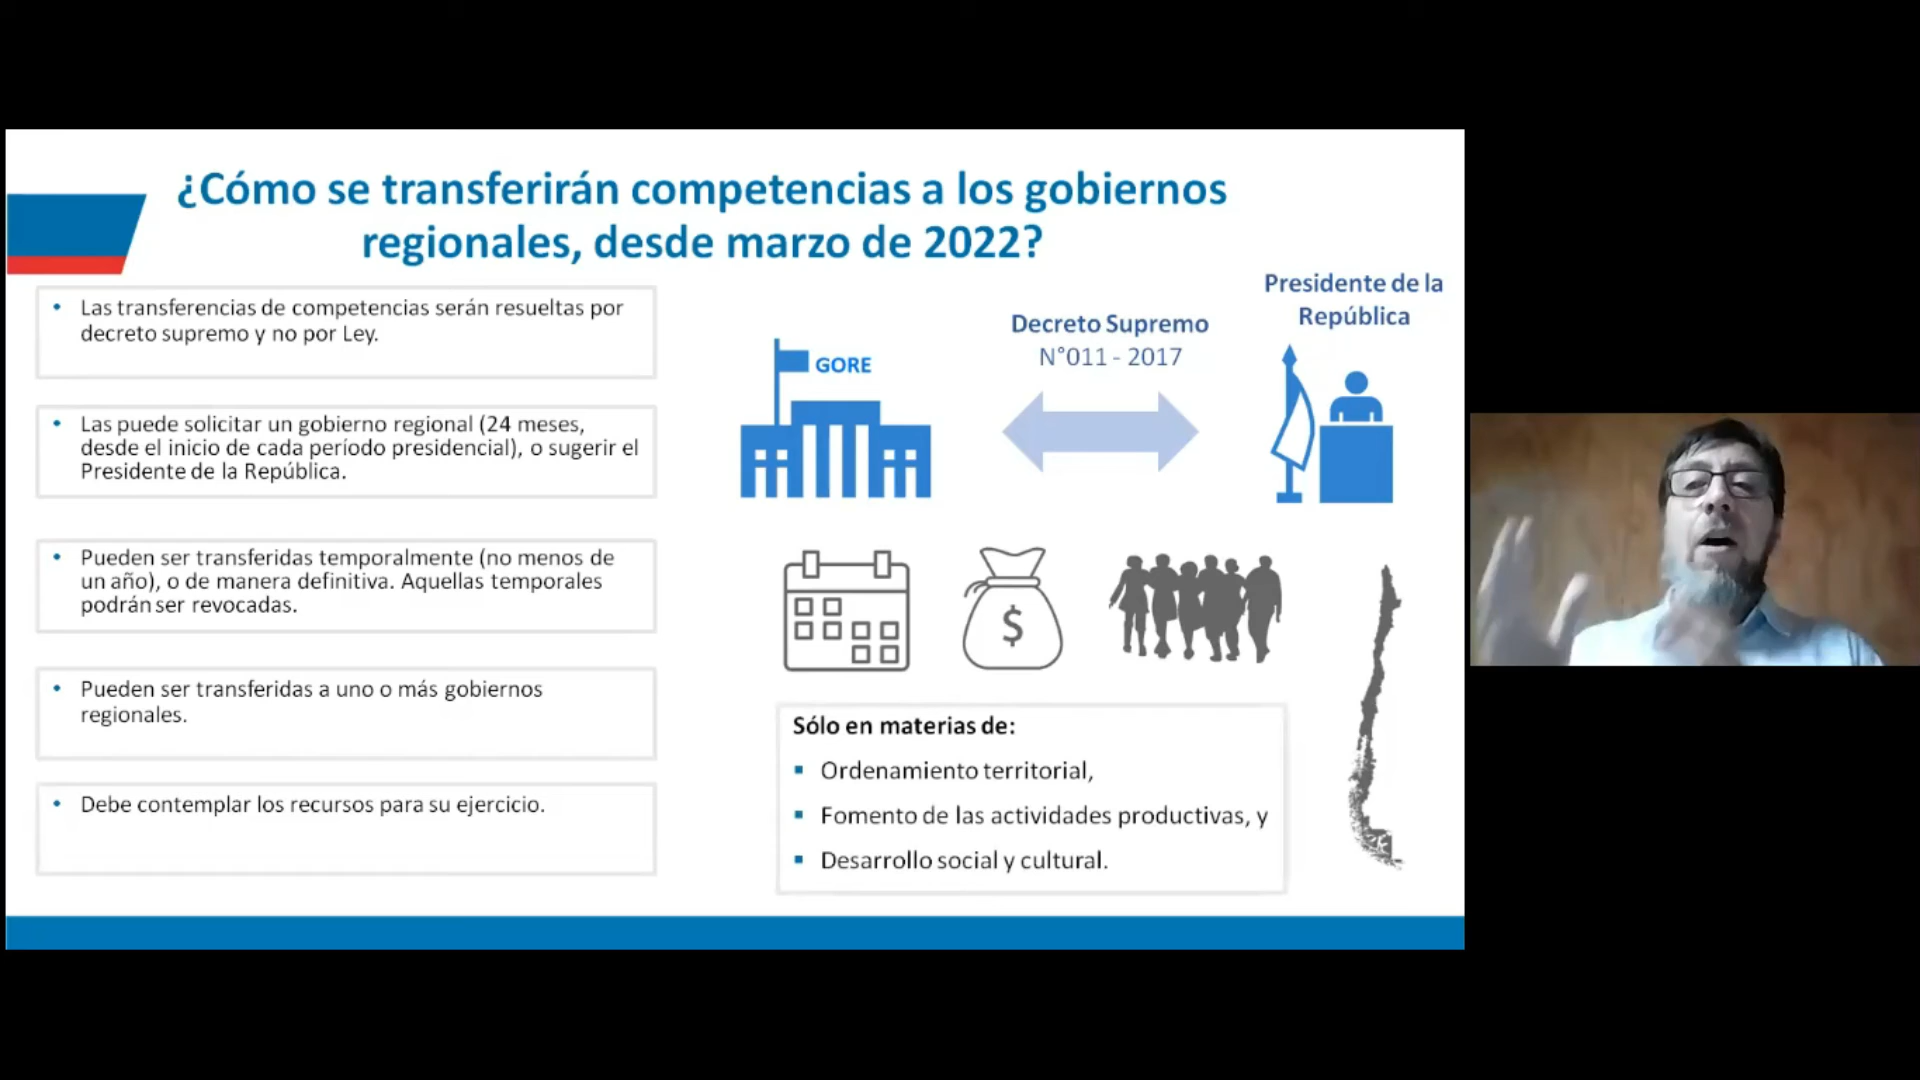 ¿Cómo se transferirán competencias a los gobiernos
regionales, desde marzo de 2022?
• Las transferencias de competencias serán resueltas por
decreto supremo y no por Ley.
• Las puede solicitar un gobierno regional (24 meses,
desde el inicio de cada período presidencial), o sugerir el
Presidente de la República.
• Pueden ser transferidas temporalmente (no menos de
un año), o de manera definitiva. Aquellas temporales
podrán ser revocadas.
• Pueden ser transferidas a uno o más gobiernos
regionales.
• Debe contemplar los recursos para su ejercicio.
GORE
Decreto Supremo
N°011 - 2017
Presidente de la
República
$
Sólo en materias de:
▪ Ordenamiento territorial,
▪ Fomento de las actividades productivas, y
▪ Desarrollo social y cultural.